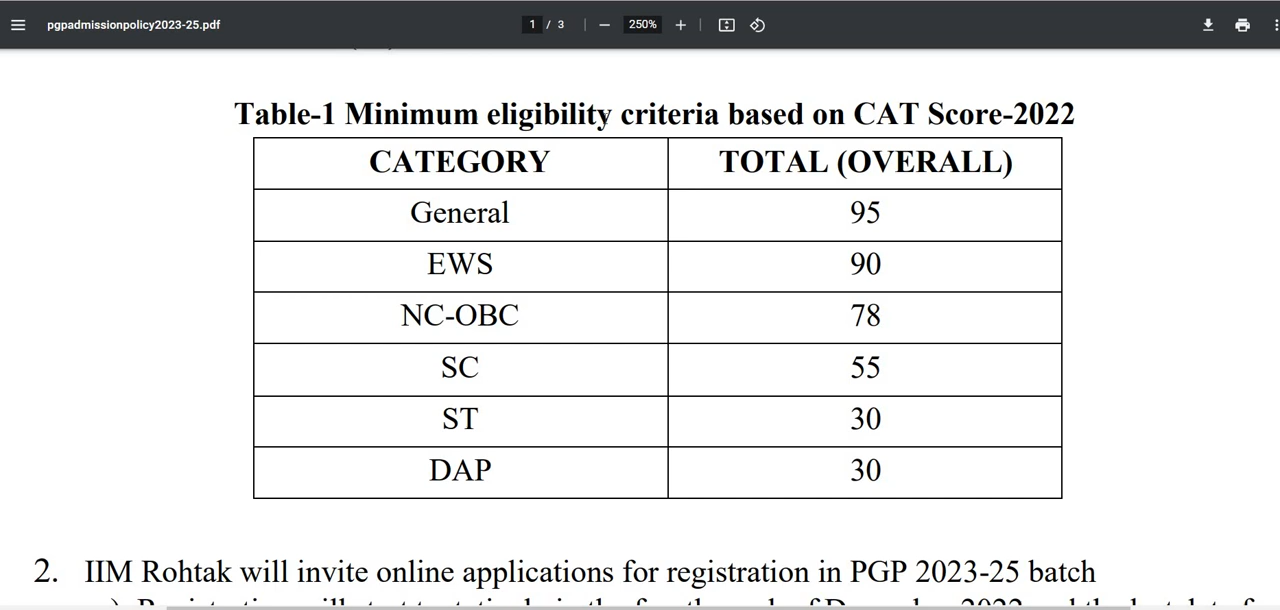 pgpadmissionpolicy2023-25.pdf
1 / 3
250%
Table-1 Minimum eligibility criteria based on CAT Score-2022
CATEGORY TOTAL (OVERALL)
General 95
EWS 90
NC-OBC 78
SC 55
ST 30
DAP 30
2. IIM Rohtak will invite online applications for registration in PGP 2023-25 batch